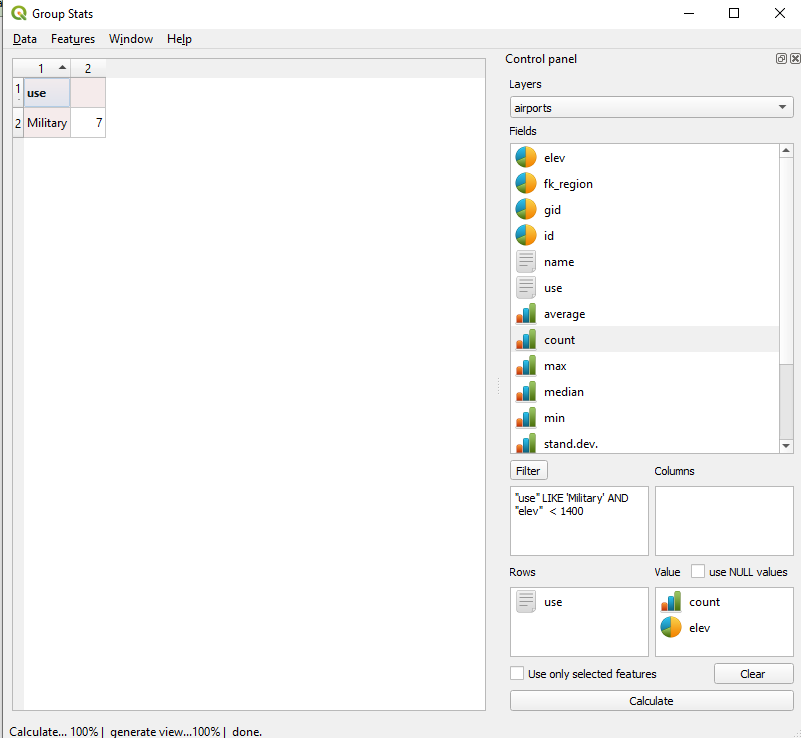 Group Stats
Data Features Window Help
1 2
1 use
2 Military 7
Control panel
Layers
airports
Fields
elev
fk_region
gid
id
name
use
average
count
max
median
min
stand.dev.
Filter Columns
"use" LIKE 'Military' AND
"elev" < 1400
Rows Value use NULL values
use count
elev
Use only selected features Clear
Calculate
Calculate... 100% | generate view...100% | done.